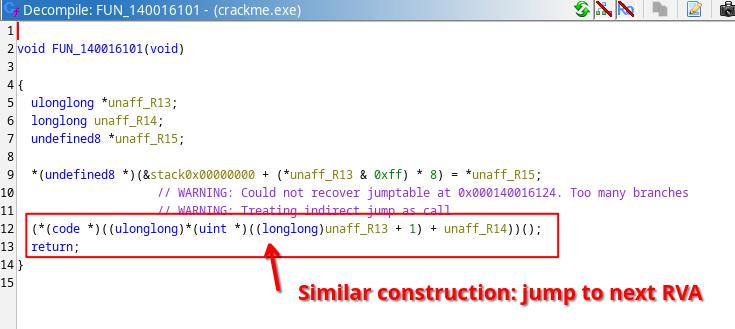 Decompile: FUN_140016101 - (crackme.exe)
1
2 void FUN_140016101(void)
3
4 {
5 ulonglong *unaff_R13;
6 longlong unaff_R14;
7 undefined8 *unaff_R15;
8
9 *(undefined8 *)(&stack0x00000000 + (*unaff_R13 & 0xff) * 8) = *unaff_R15;
10 // WARNING: Could not recover jumptable at 0x000140016124. Too many branches
11 // WARNING: Treating indirect jump as call
12 (*(code *)((ulonglong)*(uint *)((longlong)unaff_R13 + 1) + unaff_R14))();
13 return;
14 }
15
Similar construction: jump to next RVA